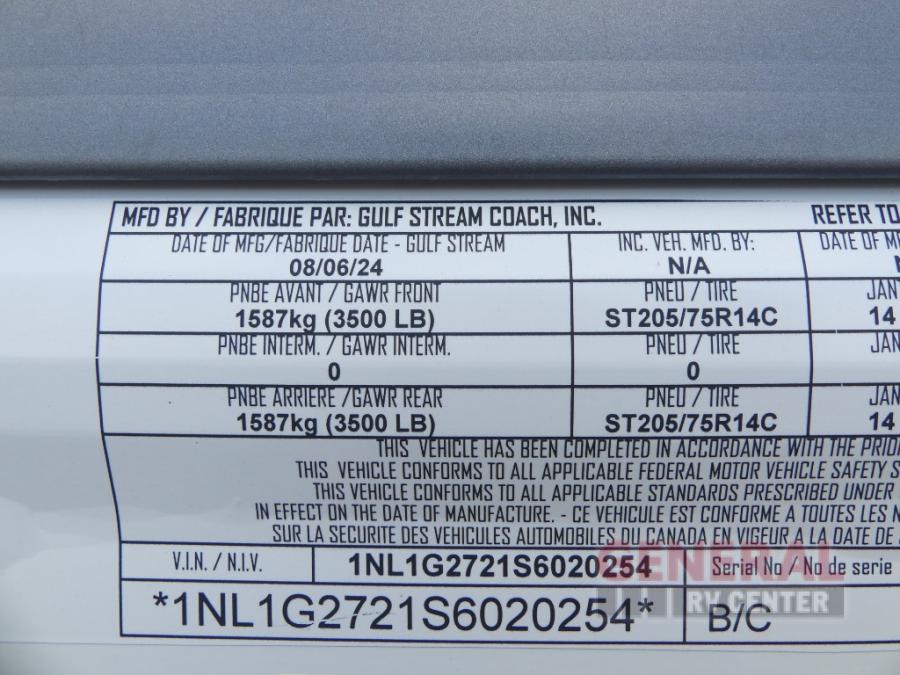 MFD BY / FABRIQUE PAR: GULF STREAM COACH, INC. REFER TO
DATE OF MFG/FABRIQUE DATE - GULF STREAM INC. VEH. MFD. BY: DATE OF
08/06/24 N/A
PNBE AVANT / GAWR FRONT PNEU / TIRE JAN
1587kg (3500 LB) ST205/75R14C 14
PNBE INTERM. / GAWR INTERM. PNEU / TIRE JAN
0 0
PNBE ARRIERE /GAWR REAR PNEU / TIRE JAN
1587kg (3500 LB) ST205/75R14C 14
THIS VEHICLE HAS BEEN COMPLETED IN ACCORDANCE WITH THE PRIO
THIS VEHICLE CONFORMS TO ALL APPLICABLE FEDERAL MOTOR VEHICLE SAFETY S
THIS VEHICLE CONFORMS TO ALL APPLICABLE STANDARDS PRESCRIBED UNDER
IN EFFECT ON THE DATE OF MANUFACTURE. - CE VEHICULE EST CONFORME A TOUTES LES N
SUR LA SECURITE DES VEHICULES AUTOMOBILES DU CANADA EN VIGEUR A LA DATE DE
V.I.N. / N.I.V. 1NL1G2721S6020254 Serial No / No de serie
*1NL1G2721S6020254* B/C
GENERAL
RV CENTER